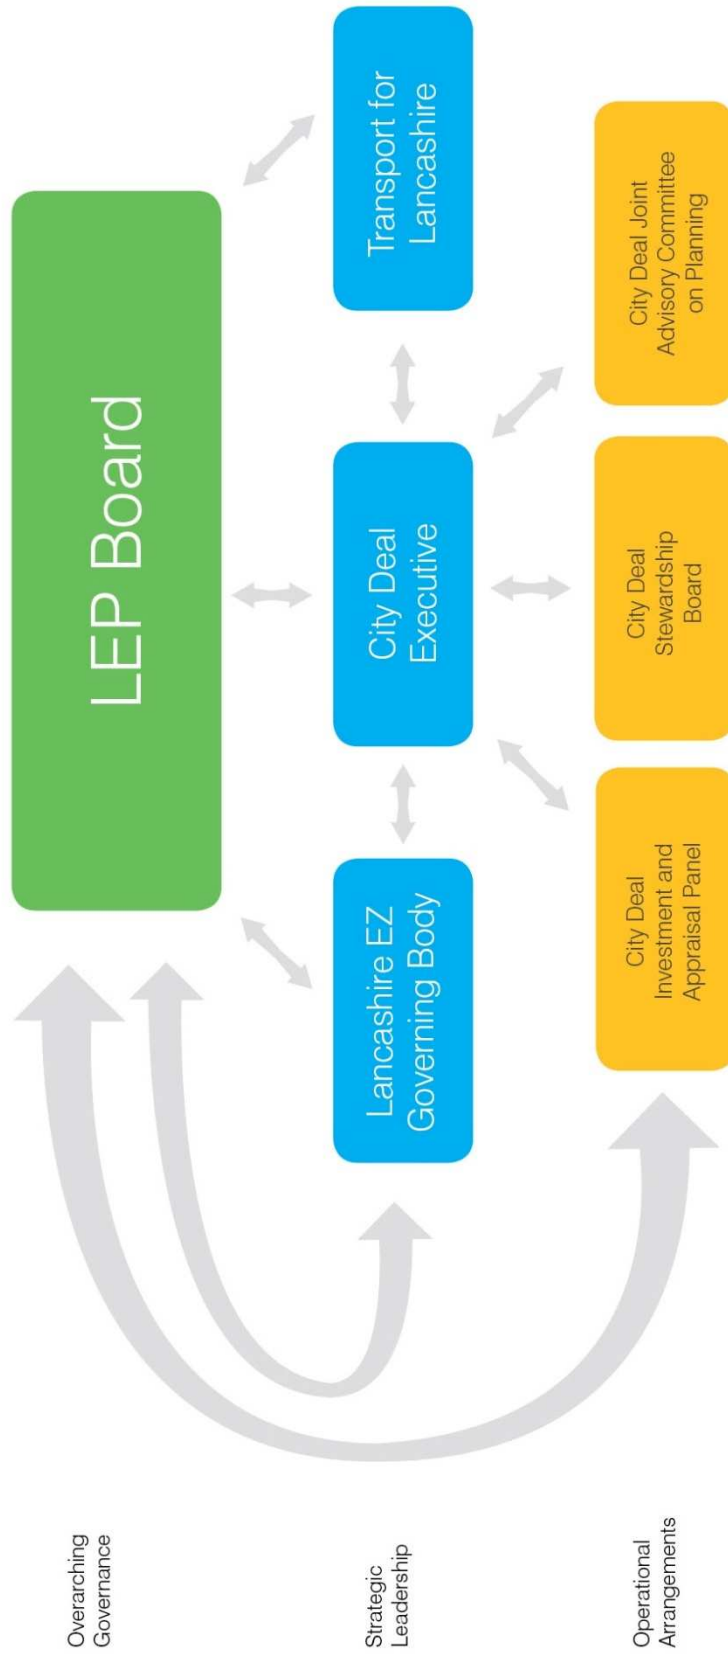 Overarching
Governance
LEP Board
Strategic
Leadership
Lancashire EZ
Governing Body
City Deal
Executive
Transport for
Lancashire
Operational
Arrangements
City Deal
Investment and
Appraisal Panel
City Deal
Stewardship
Board
City Deal Joint
Advisory Committee
on Planning